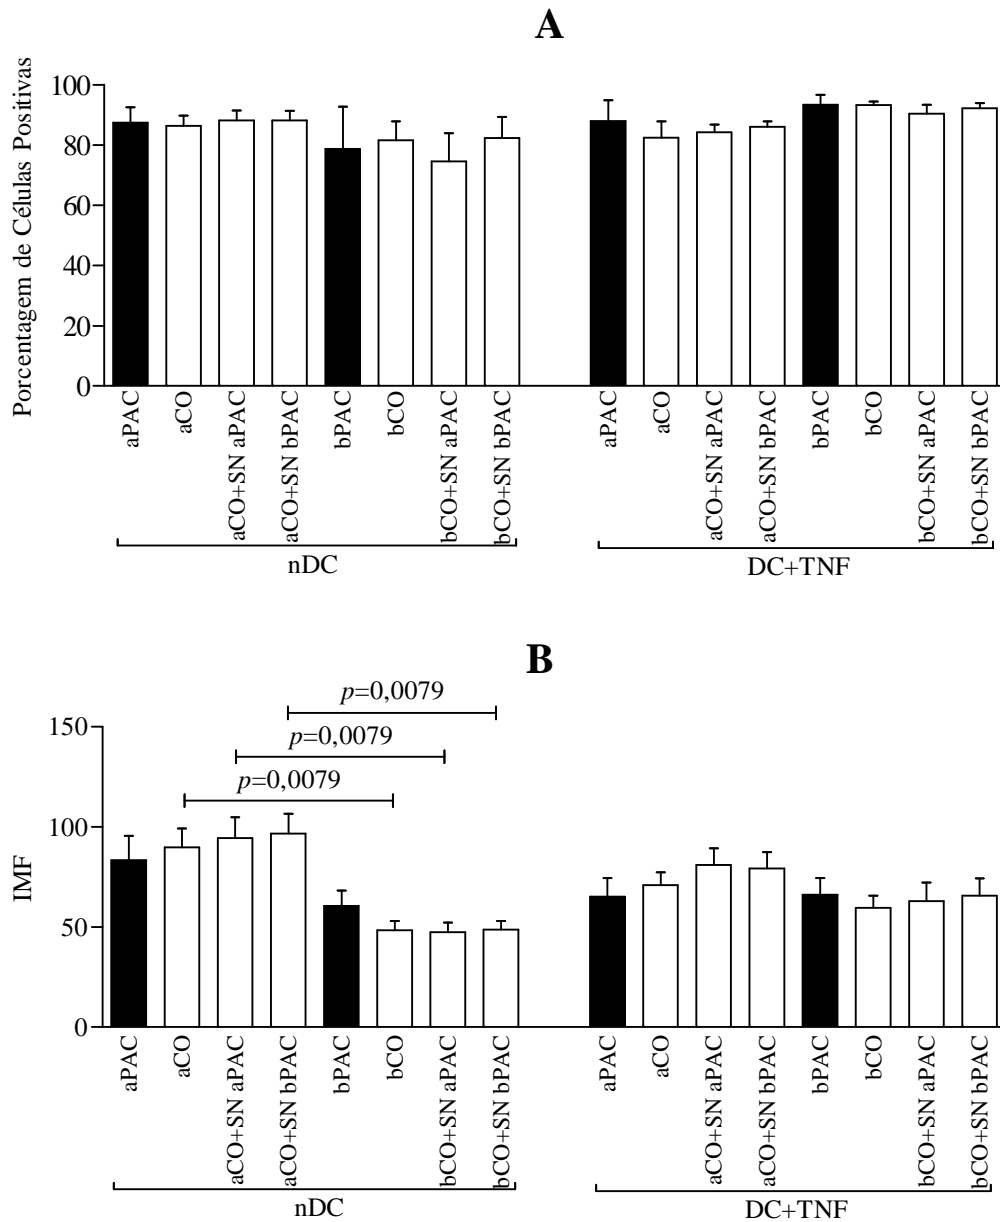 A
Porcentagem de Células Positivas
100
80
60
40
20
0
aPAC
aCO
aCO+SN aPAC
aCO+SN bPAC
bPAC
bCO
bCO+SN aPAC
bCO+SN bPAC
aPAC
aCO
aCO+SN aPAC
aCO+SN bPAC
bPAC
bCO
bCO+SN aPAC
bCO+SN bPAC
nDC
DC+TNF
B
p=0,0079
p=0,0079
p=0,0079
IMF
150
100
50
0
aPAC
aCO
aCO+SN aPAC
aCO+SN bPAC
bPAC
bCO
bCO+SN aPAC
bCO+SN bPAC
aPAC
aCO
aCO+SN aPAC
aCO+SN bPAC
bPAC
bCO
bCO+SN aPAC
bCO+SN bPAC
nDC
DC+TNF